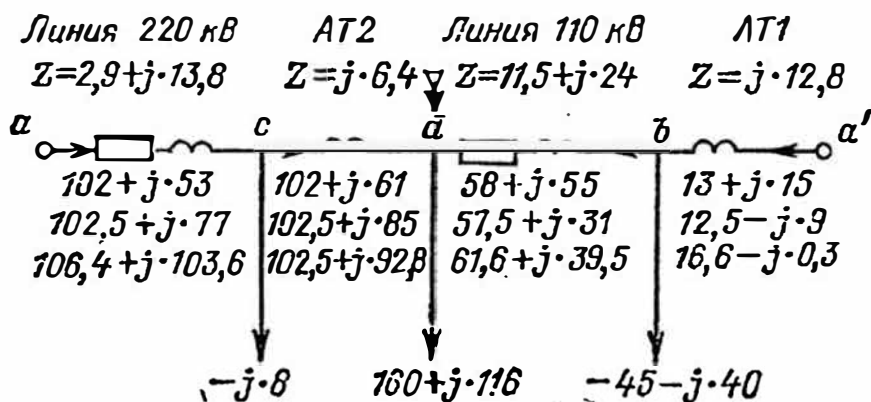 Линия 220 кВ АТ2 Линия 110 кВ АТ1
Z=2,9+j·13,8 Z=j·6,4 Z=11,5+j·24 Z=j·12,8
a c d b a'
102+j·53 102+j·61 58+j·55 13+j·15
102,5+j·77 102,5+j·85 57,5+j·31 12,5−j·9
106,4+j·103,6 102,5+j·92,8 61,6+j·39,5 16,6−j·0,3
−j·8 160+j·116 −45−j·40